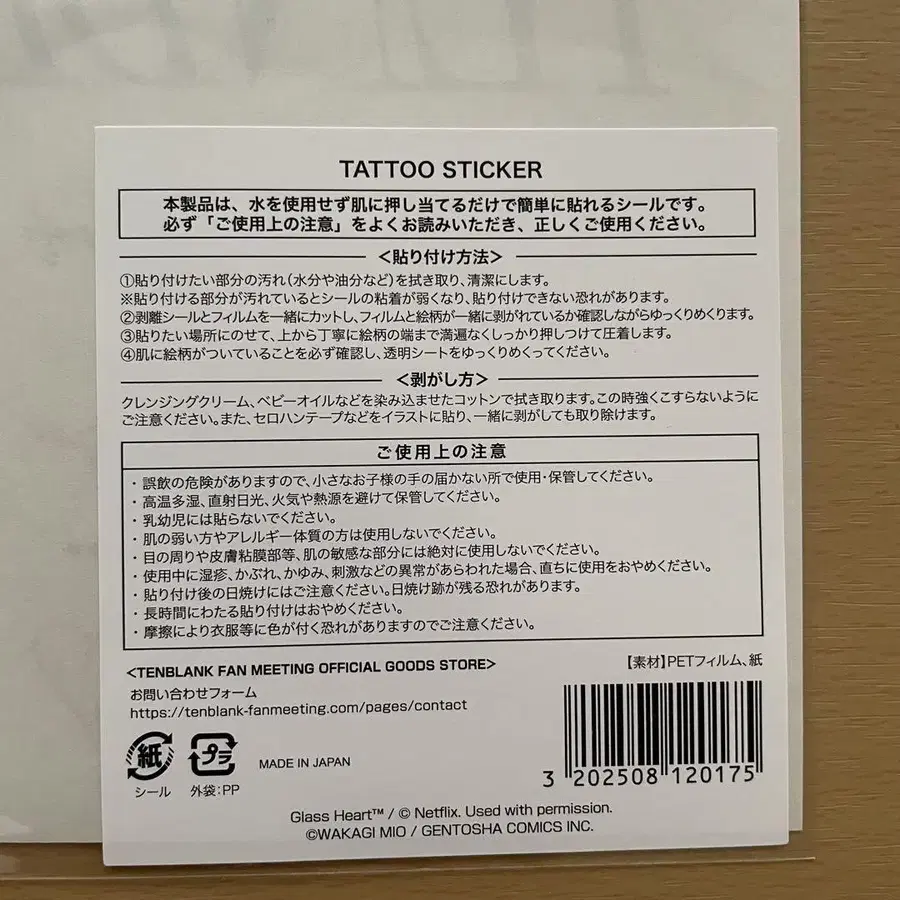 TATTOO STICKER
本製品は、水を使用せず肌に押し当てるだけで簡単に貼れるシールです。
必ず「ご使用上の注意」をよくお読みいただき、正しくご使用ください。
<貼り付け方法>
①貼り付けたい部分の汚れ(水分や油分など)を拭き取り、清潔にします。
※貼り付ける部分が汚れているとシールの粘着が弱くなり、貼り付けできない恐れがあります。
②剥離シールとフィルムを一緒にカットし、フィルムと絵柄が一緒に剥がれているか確認しながらゆっくりめくります。
③貼りたい場所にのせて、上から丁寧に絵柄の端まで満遍なくしっかり押しつけて圧着します。
④肌に絵柄がついていることを必ず確認し、透明シートをゆっくりめくってください。
<剥がし方>
クレンジングクリーム、ベビーオイルなどを染み込ませたコットンで拭き取ります。この時強くこすらないように
ご注意ください。また、セロハンテープなどをイラストに貼り、一緒に剥がしても取り除けます。
ご使用上の注意
・誤飲の危険がありますので、小さなお子様の手の届かない所で使用・保管してください。
・高温多湿、直射日光、火気や熱源を避けて保管してください。
・乳幼児には貼らないでください。
・肌の弱い方やアレルギー体質の方は使用しないでください。
・目の周りや皮膚粘膜部等、肌の敏感な部分には絶対に使用しないでください。
・使用中に湿疹、かぶれ、かゆみ、刺激などの異常があらわれた場合、直ちに使用をおやめください。
・貼り付け後の日焼けにはご注意ください。日焼け跡が残る恐れがあります。
・長時間にわたる貼り付けはおやめください。
・摩擦により衣服等に色が付く恐れがありますのでご注意ください。
<TENBLANK FAN MEETING OFFICIAL GOODS STORE>
【素材】PETフィルム、紙
お問い合わせフォーム
https://tenblank-fanmeeting.com/pages/contact
紙
プラ
シール
外袋:PP
MADE IN JAPAN
3 202508 120175
Glass Heart™ / © Netflix. Used with permission.
©WAKAGI MIO / GENTOSHA COMICS INC.